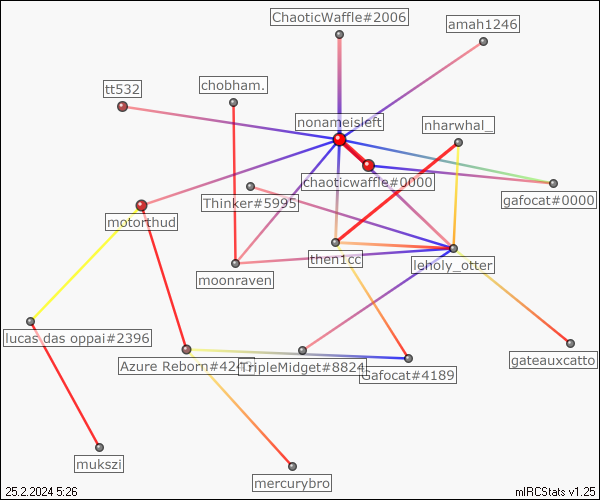 ChaoticWaffle#2006
amah1246
tt532
chobham.
nonameisleft
nharwhal_
chaoticwaffle#0000
gafocat#0000
Thinker#5995
motorthud
then1cc
leholy_otter
moonraven
lucas das oppai#2396
Azure Reborn#424
TripleMidget#8824
Gafocat#4189
gateauxcatto
mukszi
mercurybro
25.2.2024 5:26
mIRCStats v1.25